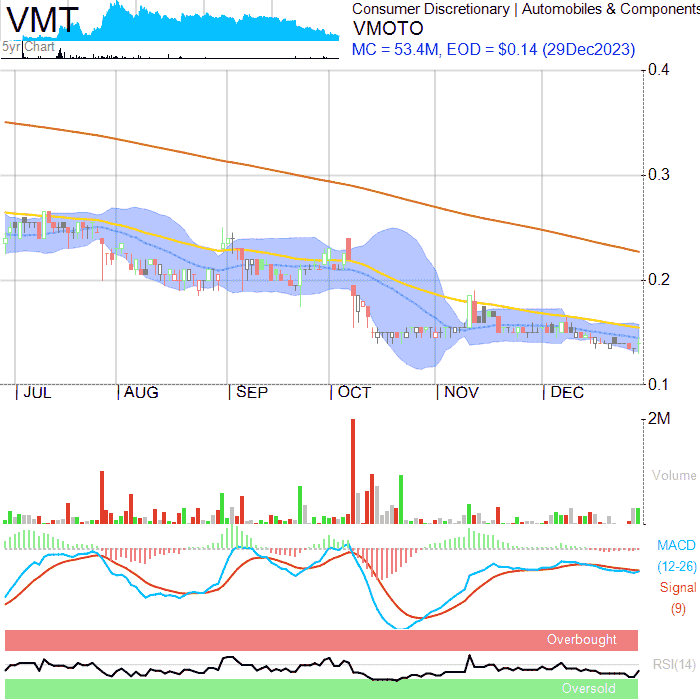 VMT
5yr Chart
Consumer Discretionary | Automobiles & Components
VMOTO
MC = 53.4M, EOD = $0.14 (29Dec2023)
0.4
0.3
0.2
0.1
JUL AUG SEP OCT NOV DEC
2M
Volume
MACD
(12-26)
Signal
(9)
Overbought
RSI(14)
Oversold